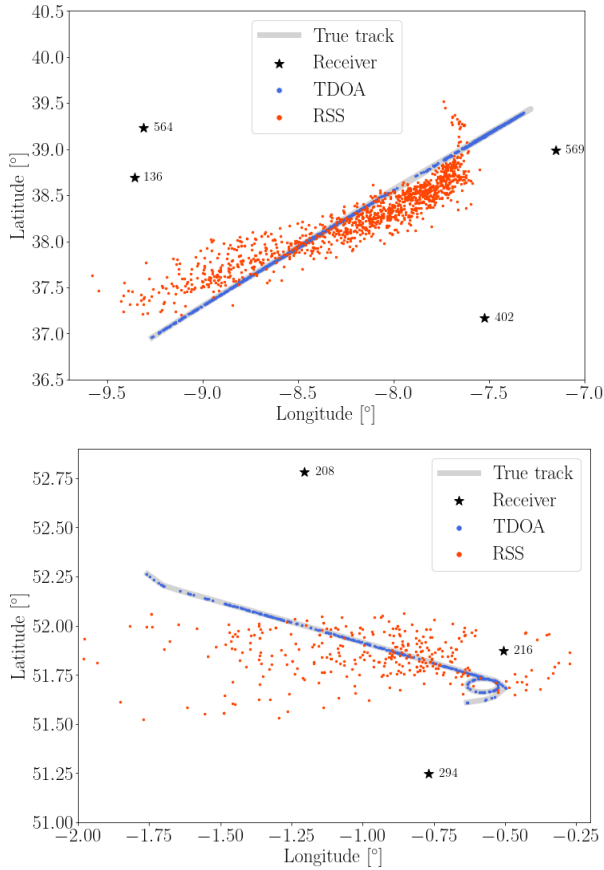 40.5
40.0
39.5
39.0
38.5
38.0
37.5
37.0
36.5
Latitude [°]
True track
Receiver
TDOA
RSS
564
136
569
402
−9.5 −9.0 −8.5 −8.0 −7.5 −7.0
Longitude [°]
52.75
52.50
52.25
52.00
51.75
51.50
51.25
51.00
Latitude [°]
True track
Receiver
TDOA
RSS
208
216
294
−2.00 −1.75 −1.50 −1.25 −1.00 −0.75 −0.50 −0.25
Longitude [°]